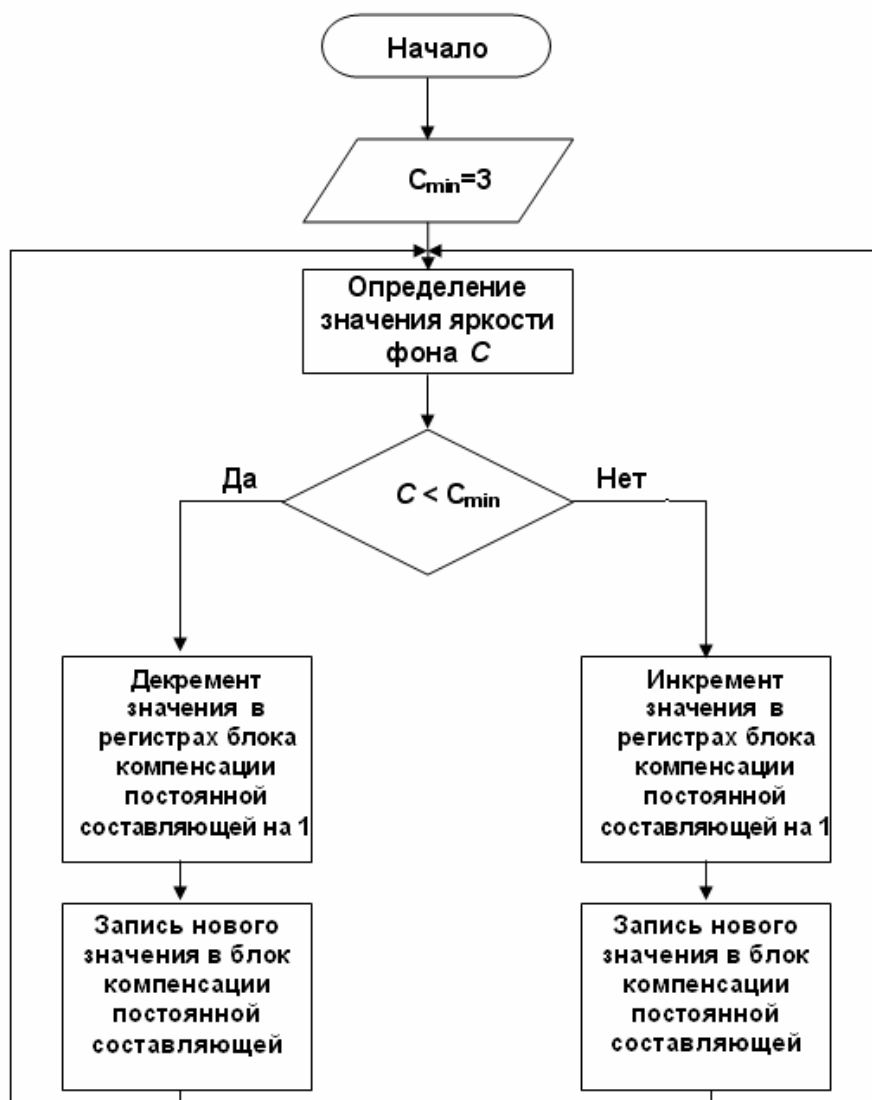 Начало
Cmin=3
Определение
значения яркости
фона C
Да
C < Cmin
Нет
Декремент
значения в
регистрах блока
компенсации
постоянной
составляющей на 1
Инкремент
значения в
регистрах блока
компенсации
постоянной
составляющей на 1
Запись нового
значения в блок
компенсации
постоянной
составляющей
Запись нового
значения в блок
компенсации
постоянной
составляющей